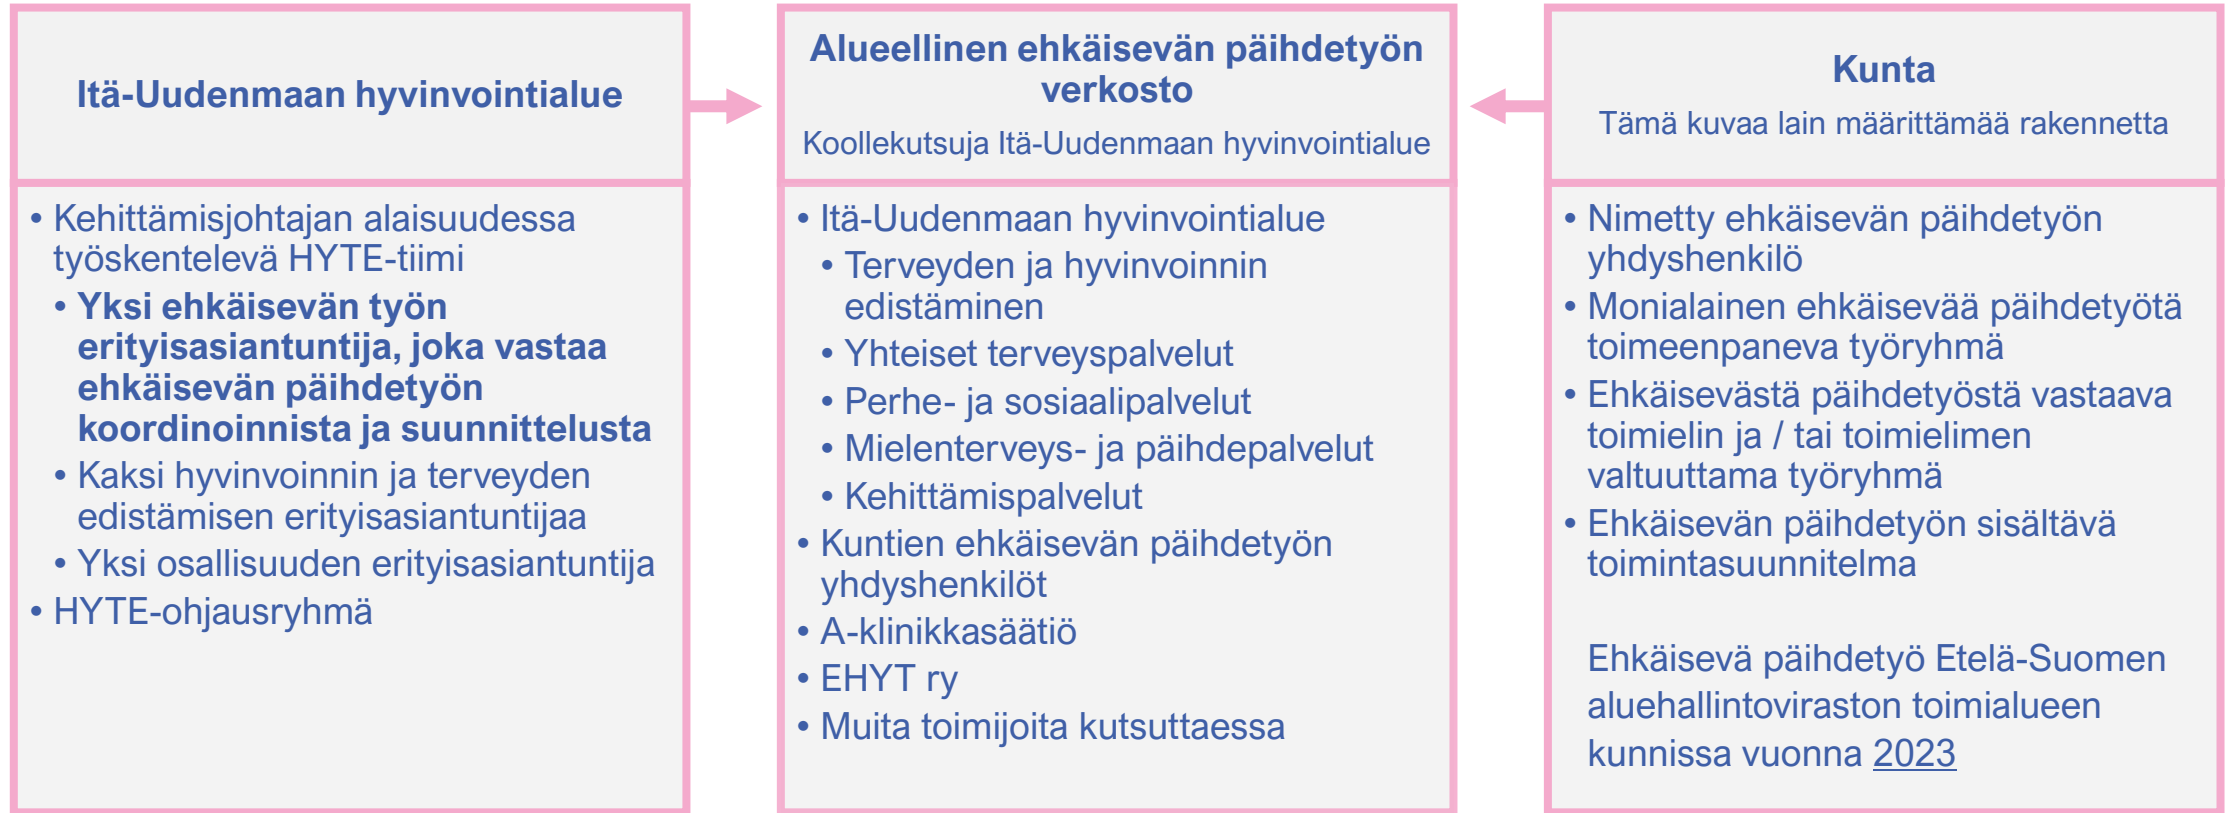 Itä-Uudenmaan hyvinvointialue
• Kehittämisjohtajan alaisuudessa
työskentelevä HYTE-tiimi
• Yksi ehkäisevän työn
erityisasiantuntija, joka vastaa
ehkäisevän päihdetyön
koordinoinnista ja suunnittelusta
• Kaksi hyvinvoinnin ja terveyden
edistämisen erityisasiantuntijaa
• Yksi osallisuuden erityisasiantuntija
• HYTE-ohjausryhmä
Alueellinen ehkäisevän päihdetyön
verkosto
Koollekutsuja Itä-Uudenmaan hyvinvointialue
• Itä-Uudenmaan hyvinvointialue
• Terveyden ja hyvinvoinnin
edistäminen
• Yhteiset terveyspalvelut
• Perhe- ja sosiaalipalvelut
• Mielenterveys- ja päihdepalvelut
• Kehittämispalvelut
• Kuntien ehkäisevän päihdetyön
yhdyshenkilöt
• A-klinikkasäätiö
• EHYT ry
• Muita toimijoita kutsuttaessa
Kunta
Tämä kuvaa lain määrittämää rakennetta
• Nimetty ehkäisevän päihdetyön
yhdyshenkilö
• Monialainen ehkäisevää päihdetyötä
toimeenpaneva työryhmä
• Ehkäisevästä päihdetyöstä vastaava
toimielin ja / tai toimielimen
valtuuttama työryhmä
• Ehkäisevän päihdetyön sisältävä
toimintasuunnitelma
Ehkäisevä päihdetyö Etelä-Suomen
aluehallintoviraston toimialueen
kunnissa vuonna 2023